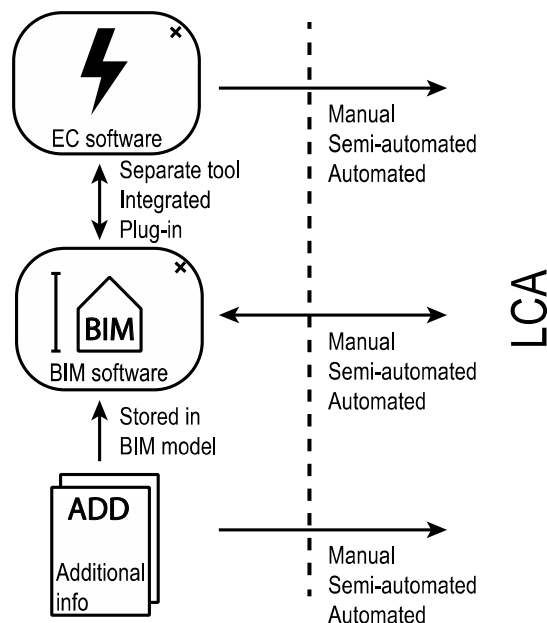 EC software
Manual
Semi-automated
Automated
Separate tool
Integrated
Plug-in
BIM
BIM software
Manual
Semi-automated
Automated
LCA
Stored in
BIM model
ADD
Additional
info
Manual
Semi-automated
Automated